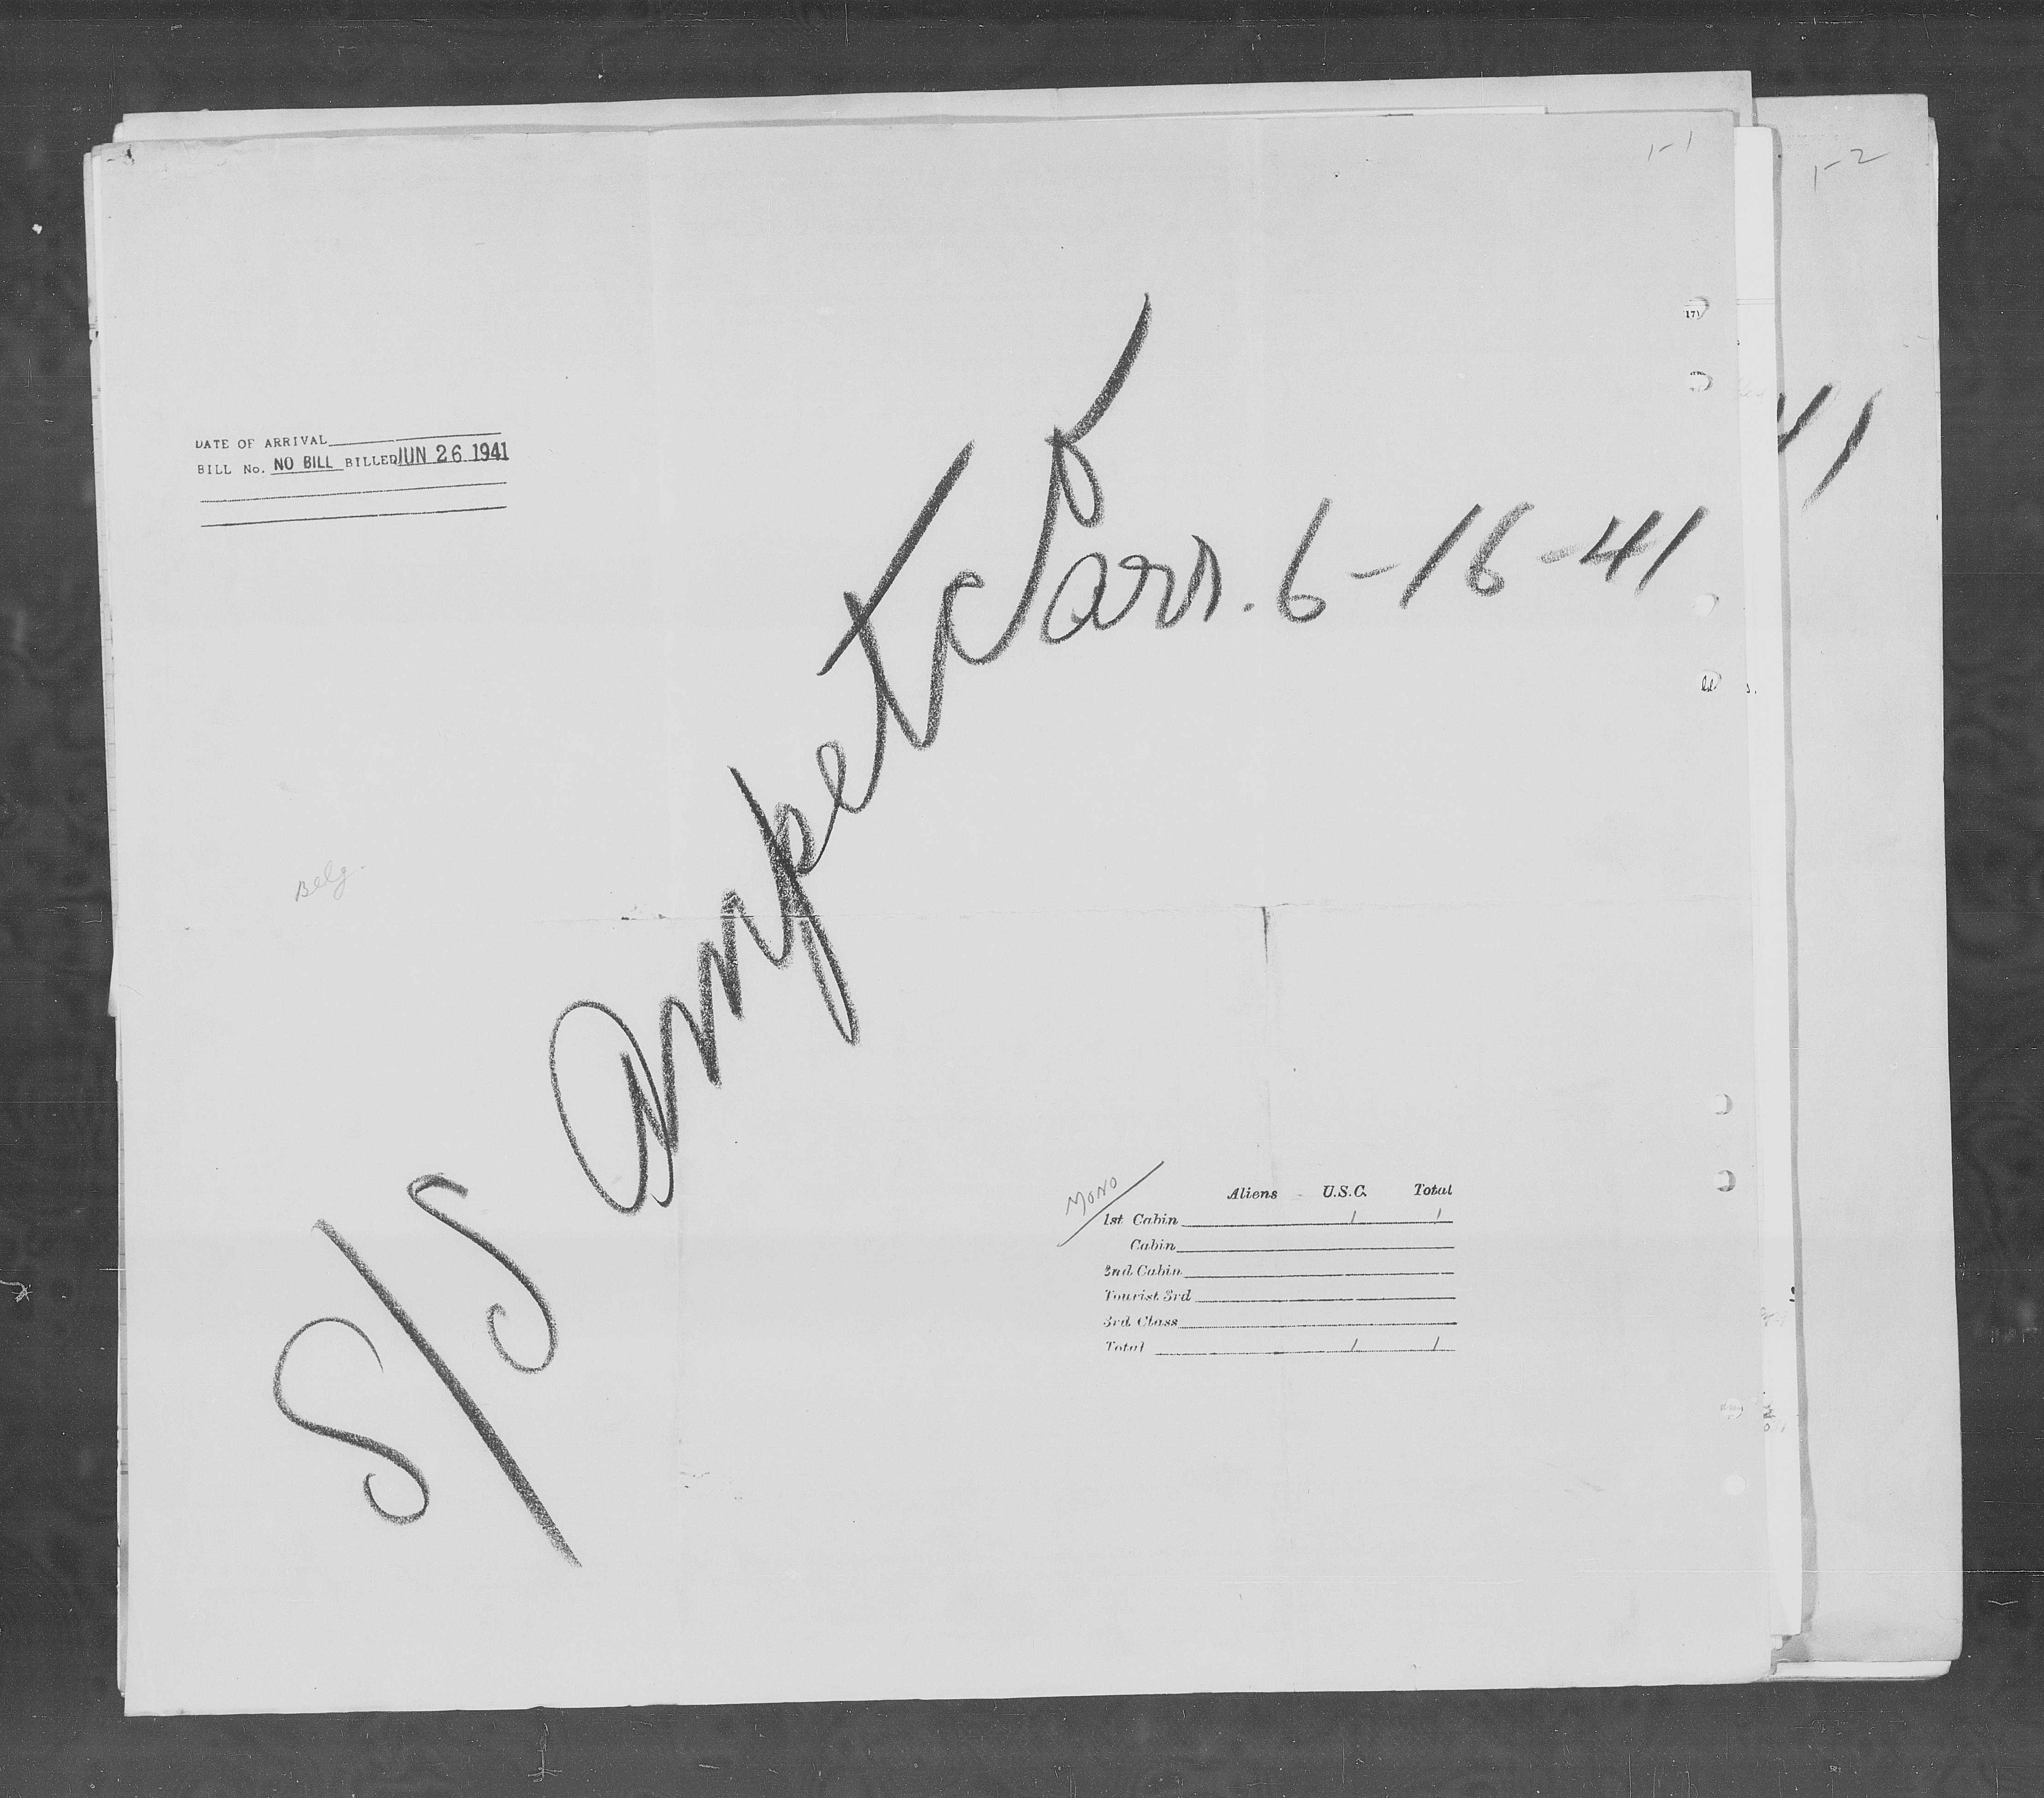 1-1
1-2
DATE OF ARRIVAL
BILL No. NO BILL BILLED JUN 26 1941
S/S Ampetco
arr. 6-16-41
41
Belg.
MONO
Aliens U.S.C. Total
1st Cabin 1 1
Cabin
2nd Cabin
Tourist 3rd
3rd Class
Total 1 1